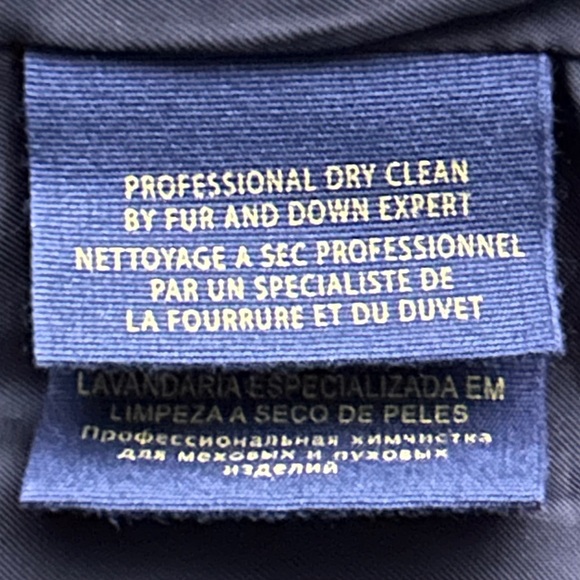 PROFESSIONAL DRY CLEAN
BY FUR AND DOWN EXPERT
NETTOYAGE A SEC PROFESSIONNEL
PAR UN SPECIALISTE DE
LA FOURRURE ET DU DUVET
LAVANDARIA ESPECIALIZADA EM
LIMPEZA A SECO DE PELES
Профессиональная химчистка
для меховых и пуховых
изделий